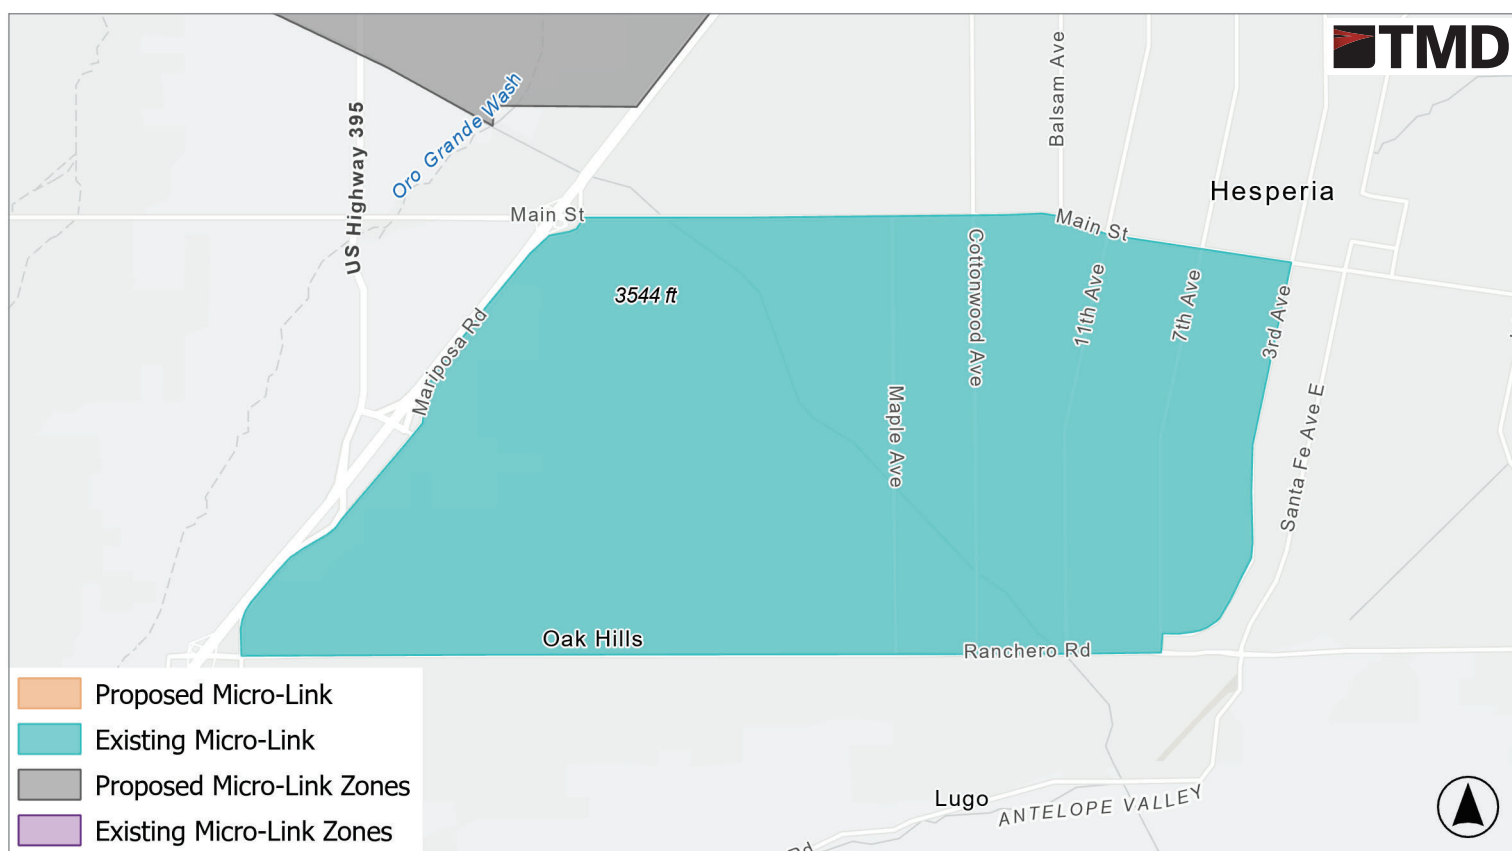 TMD
Balsam Ave
US Highway 395
Oro Grande Wash
Hesperia
Main St
Main St
Cottonwood Ave
3544 ft
11th Ave
7th Ave
3rd Ave
Mariposa Rd
Maple Ave
Santa Fe Ave E
Oak Hills
Ranchero Rd
Proposed Micro-Link
Existing Micro-Link
Proposed Micro-Link Zones
Existing Micro-Link Zones
Lugo
ANTELOPE VALLEY
Rd